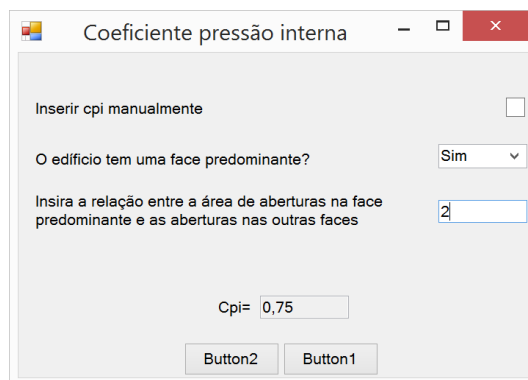 Coeficiente pressão interna
Inserir cpi manualmente
O edifício tem uma face predominante?
Sim
Insira a relação entre a área de aberturas na face
predominante e as aberturas nas outras faces
2
Cpi= 0,75
Button2 Button1